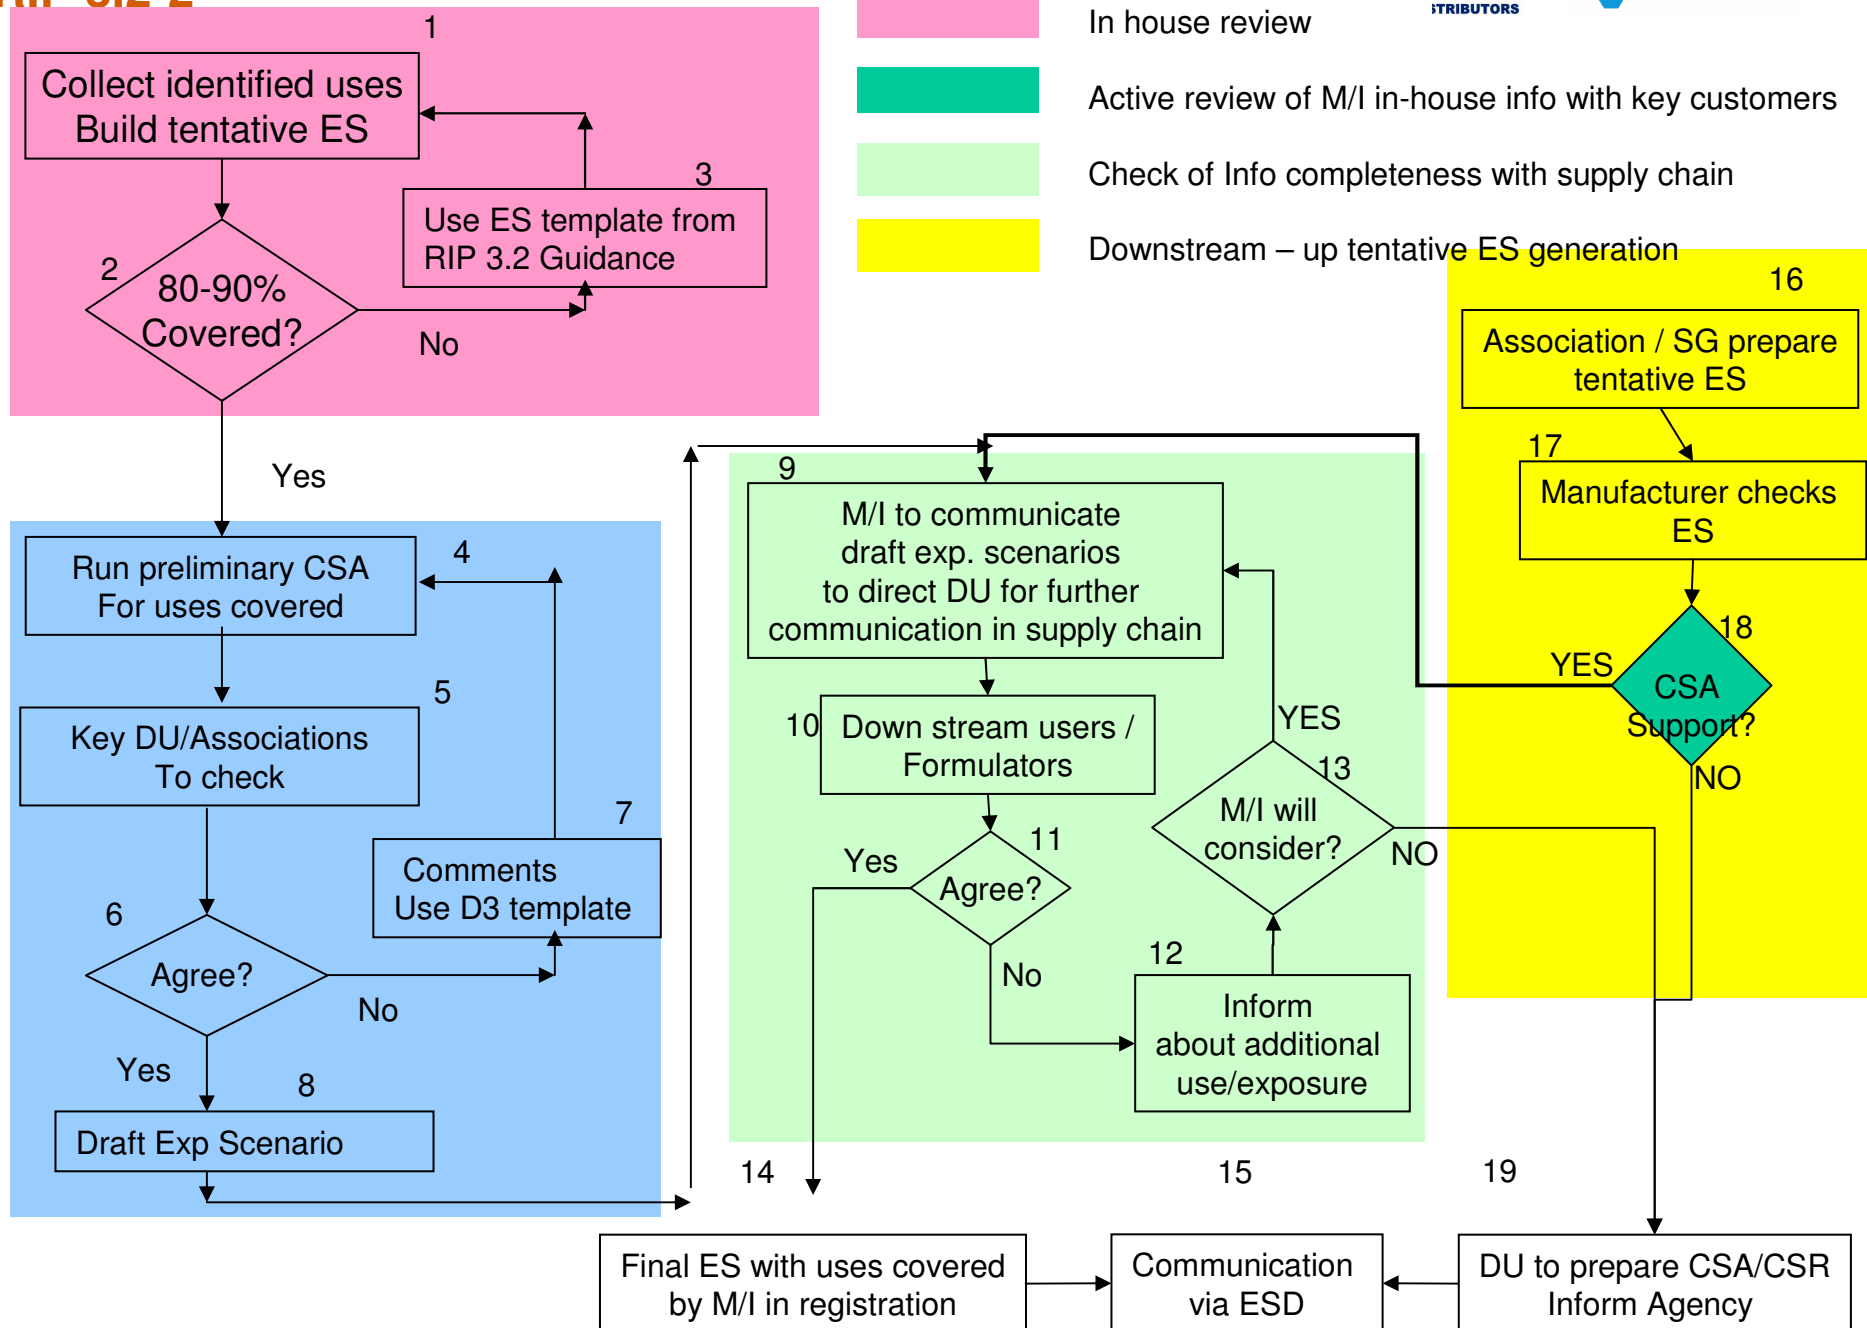 RIP 3.2-2
TRIBUTORS
In house review
Active review of M/I in-house info with key customers
Check of Info completeness with supply chain
Downstream – up tentative ES generation
1
Collect identified uses
Build tentative ES
2
80-90%
Covered?
No
3
Use ES template from
RIP 3.2 Guidance
Yes
4
Run preliminary CSA
For uses covered
5
Key DU/Associations
To check
6
Agree?
No
7
Comments
Use D3 template
Yes
8
Draft Exp Scenario
9
M/I to communicate
draft exp. scenarios
to direct DU for further
communication in supply chain
10
Down stream users /
Formulators
11
Agree?
Yes
No
12
Inform
about additional
use/exposure
13
M/I will
consider?
YES
NO
16
Association / SG prepare
tentative ES
17
Manufacturer checks
ES
18
CSA
Support?
YES
NO
14
Final ES with uses covered
by M/I in registration
15
Communication
via ESD
19
DU to prepare CSA/CSR
Inform Agency